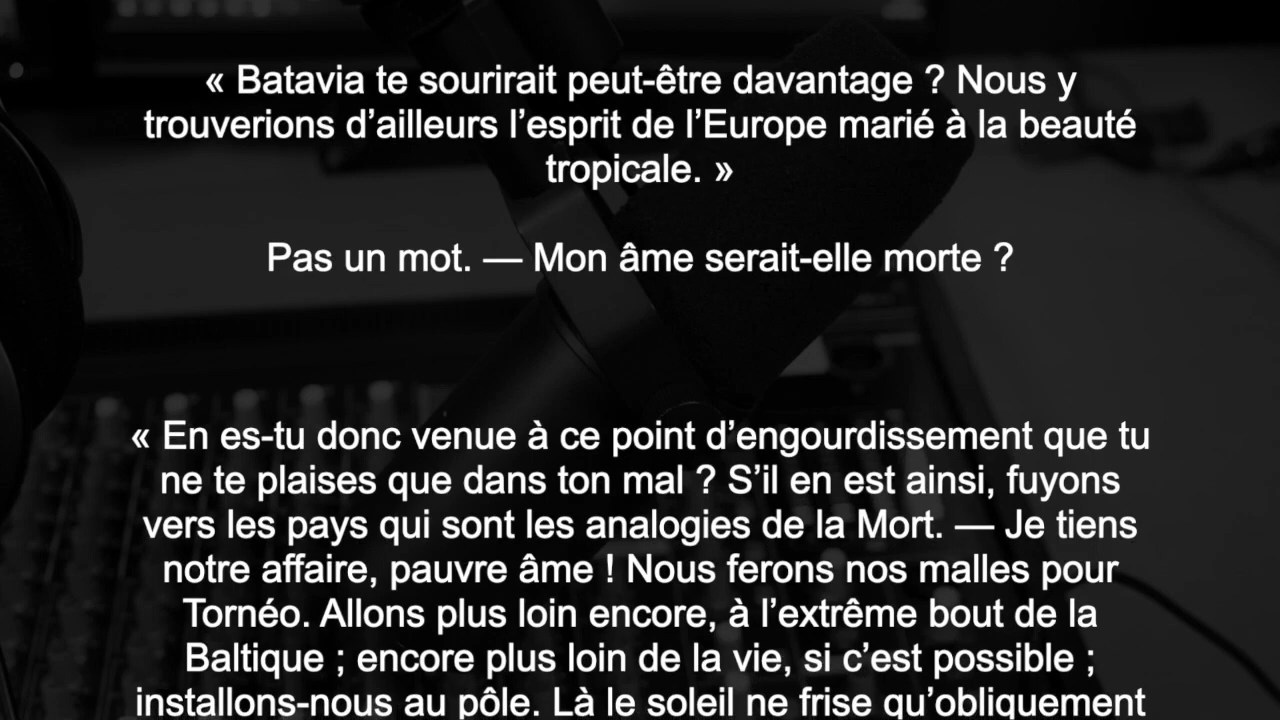 « Batavia te sourirait peut-être davantage ? Nous y
trouverions d’ailleurs l’esprit de l’Europe marié à la beauté
tropicale. »
Pas un mot. — Mon âme serait-elle morte ?
« En es-tu donc venue à ce point d’engourdissement que tu
ne te plaises que dans ton mal ? S’il en est ainsi, fuyons
vers les pays qui sont les analogies de la Mort. — Je tiens
notre affaire, pauvre âme ! Nous ferons nos malles pour
Tornéo. Allons plus loin encore, à l’extrême bout de la
Baltique ; encore plus loin de la vie, si c’est possible ;
installons-nous au pôle. Là le soleil ne frise qu’obliquement